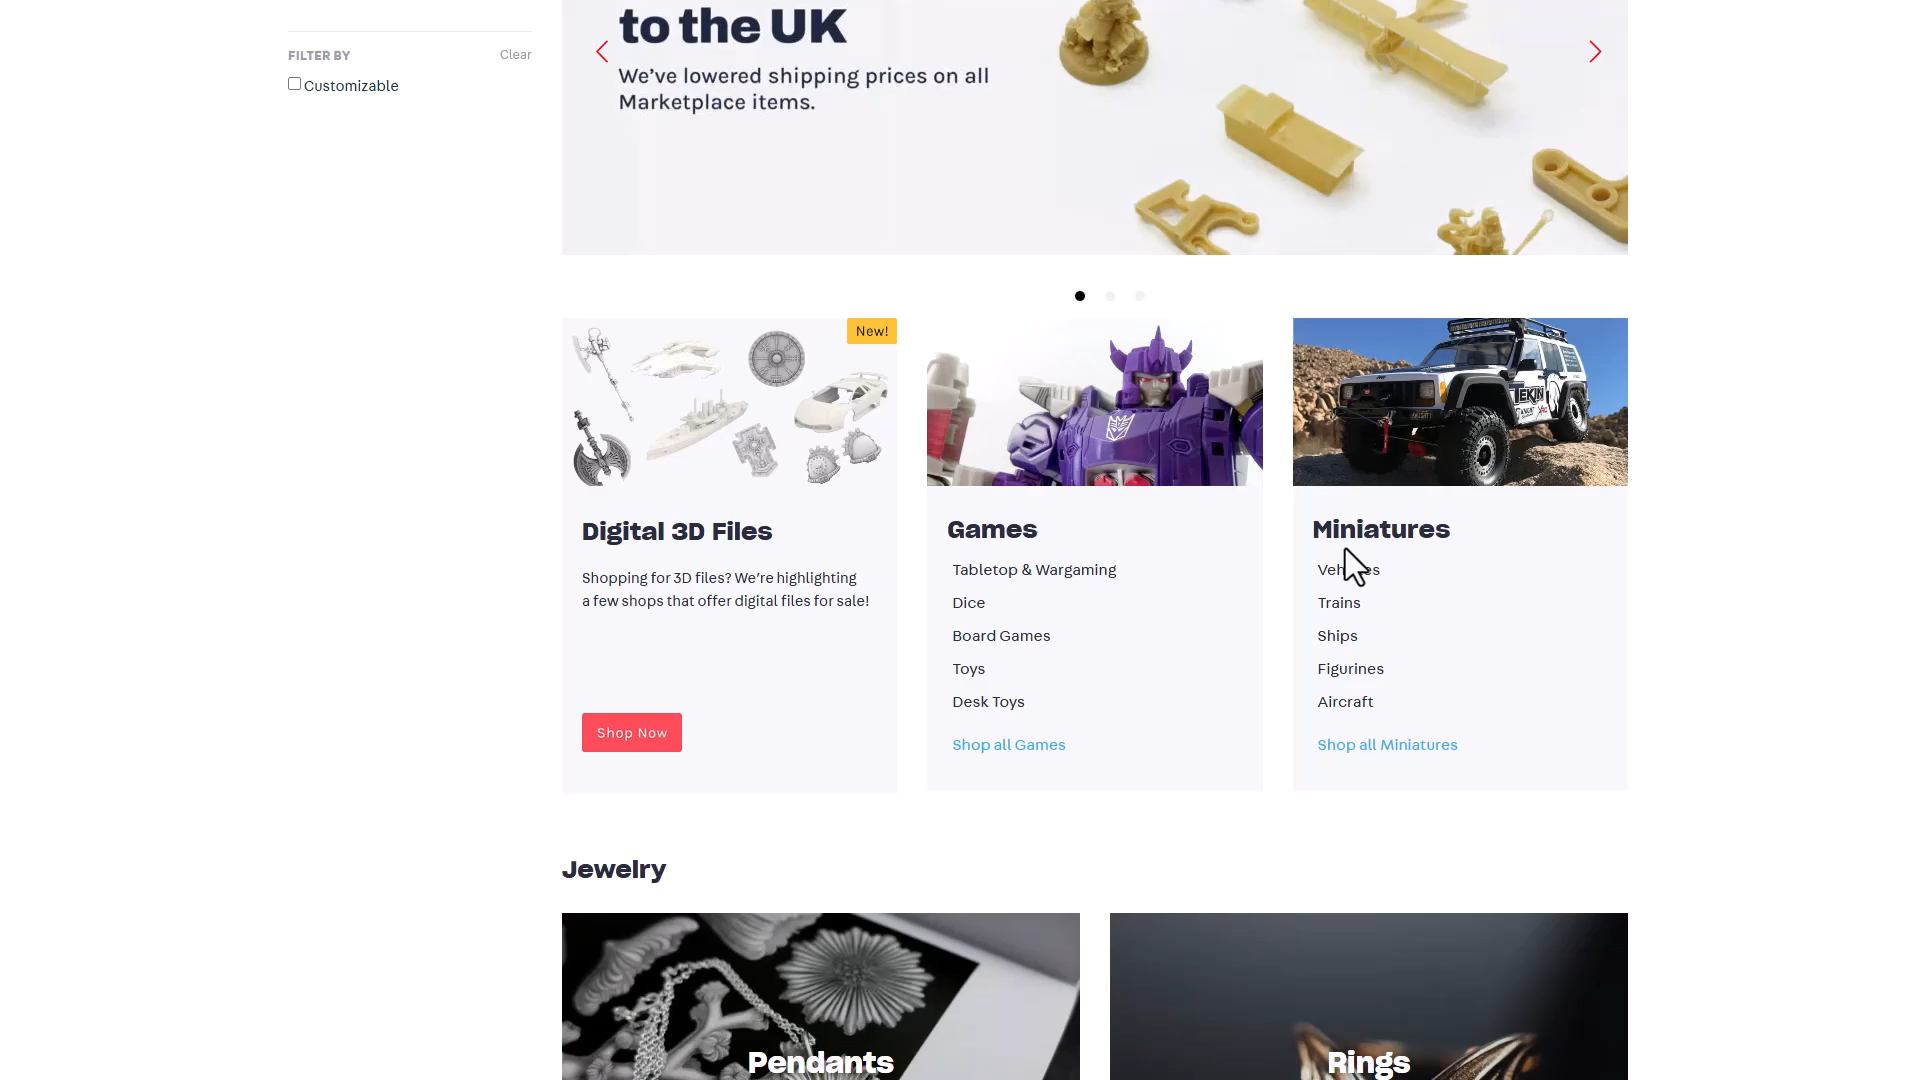 FILTER BY
Clear
Customizable
to the UK
We've lowered shipping prices on all
Marketplace items.
New!
TEKIN
Digital 3D Files
Shopping for 3D files? We're highlighting
a few shops that offer digital files for sale!
Shop Now
Games
Tabletop & Wargaming
Dice
Board Games
Toys
Desk Toys
Shop all Games
Miniatures
Trains
Ships
Figurines
Aircraft
Shop all Miniatures
Jewelry
Pendants
Rings